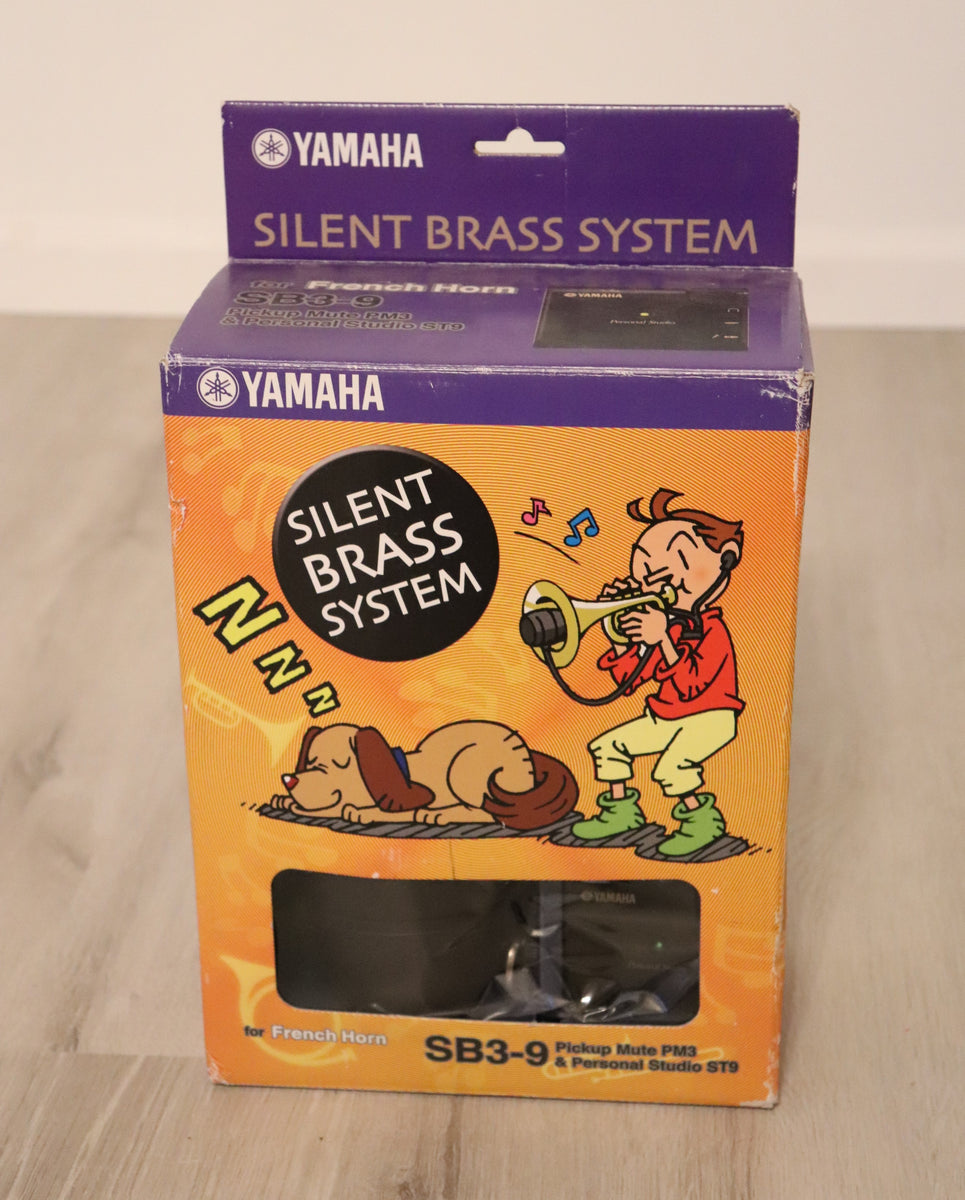 YAMAHA
SILENT BRASS SYSTEM
for French Horn
SB3-9
Pickup Mute PM3
& Personal Studio ST9
YAMAHA
Personal Studio
YAMAHA
SILENT
BRASS
SYSTEM
N
N
N
YAMAHA
Personal
for French Horn
SB3-9
Pickup Mute PM3
& Personal Studio ST9